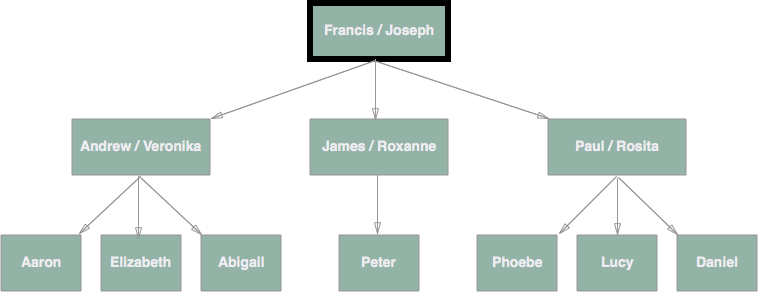 Francis / Joseph
Andrew / Veronika
James / Roxanne
Paul / Rosita
Aaron
Elizabeth
Abigail
Peter
Phoebe
Lucy
Daniel